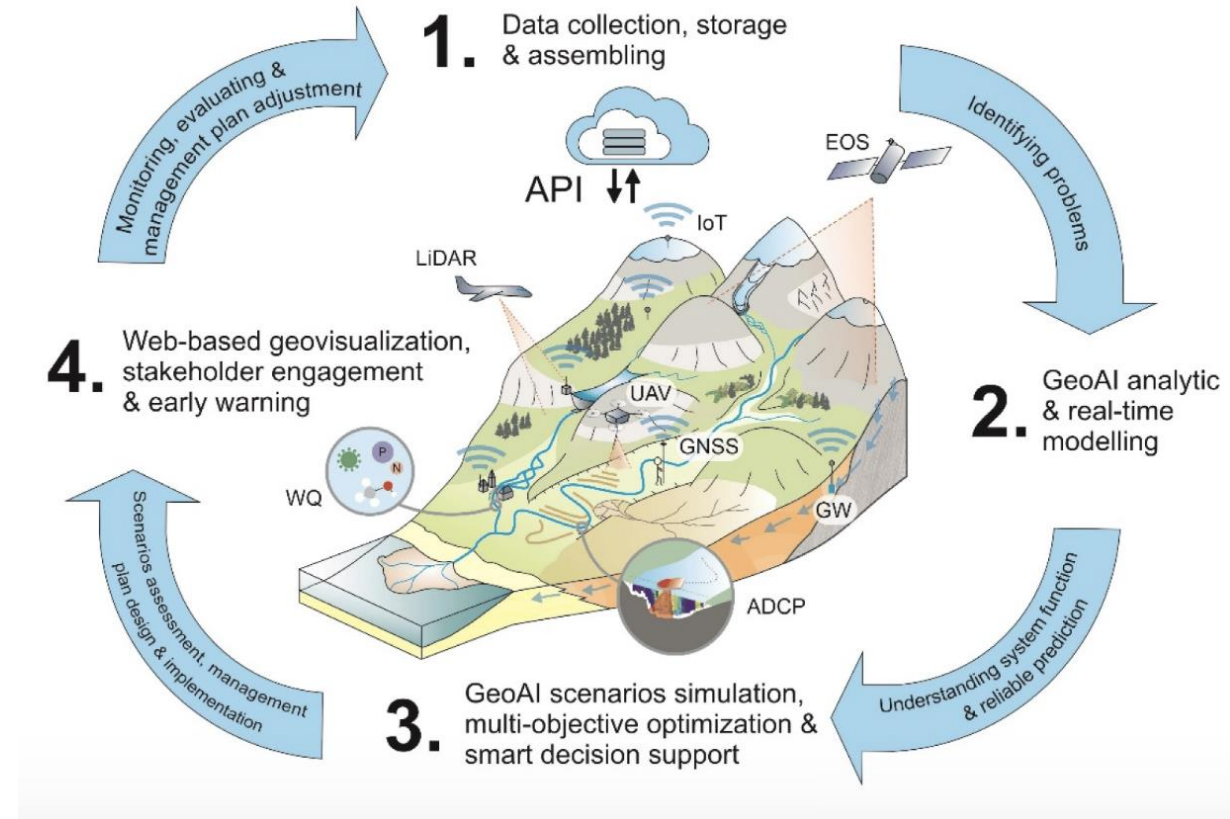 1.
Data collection, storage
& assembling
Identifying problems
2.
GeoAI analytic
& real-time
modelling
Understanding system function
& reliable prediction
3.
GeoAI scenarios simulation,
multi-objective optimization &
smart decision support
Scenarios assessment, management
plan design & implementation
4.
Web-based geovisualization,
stakeholder engagement
& early warning
Monitoring, evaluating &
management plan adjustment
API
EOS
IoT
LiDAR
UAV
GNSS
P
N
WQ
GW
ADCP